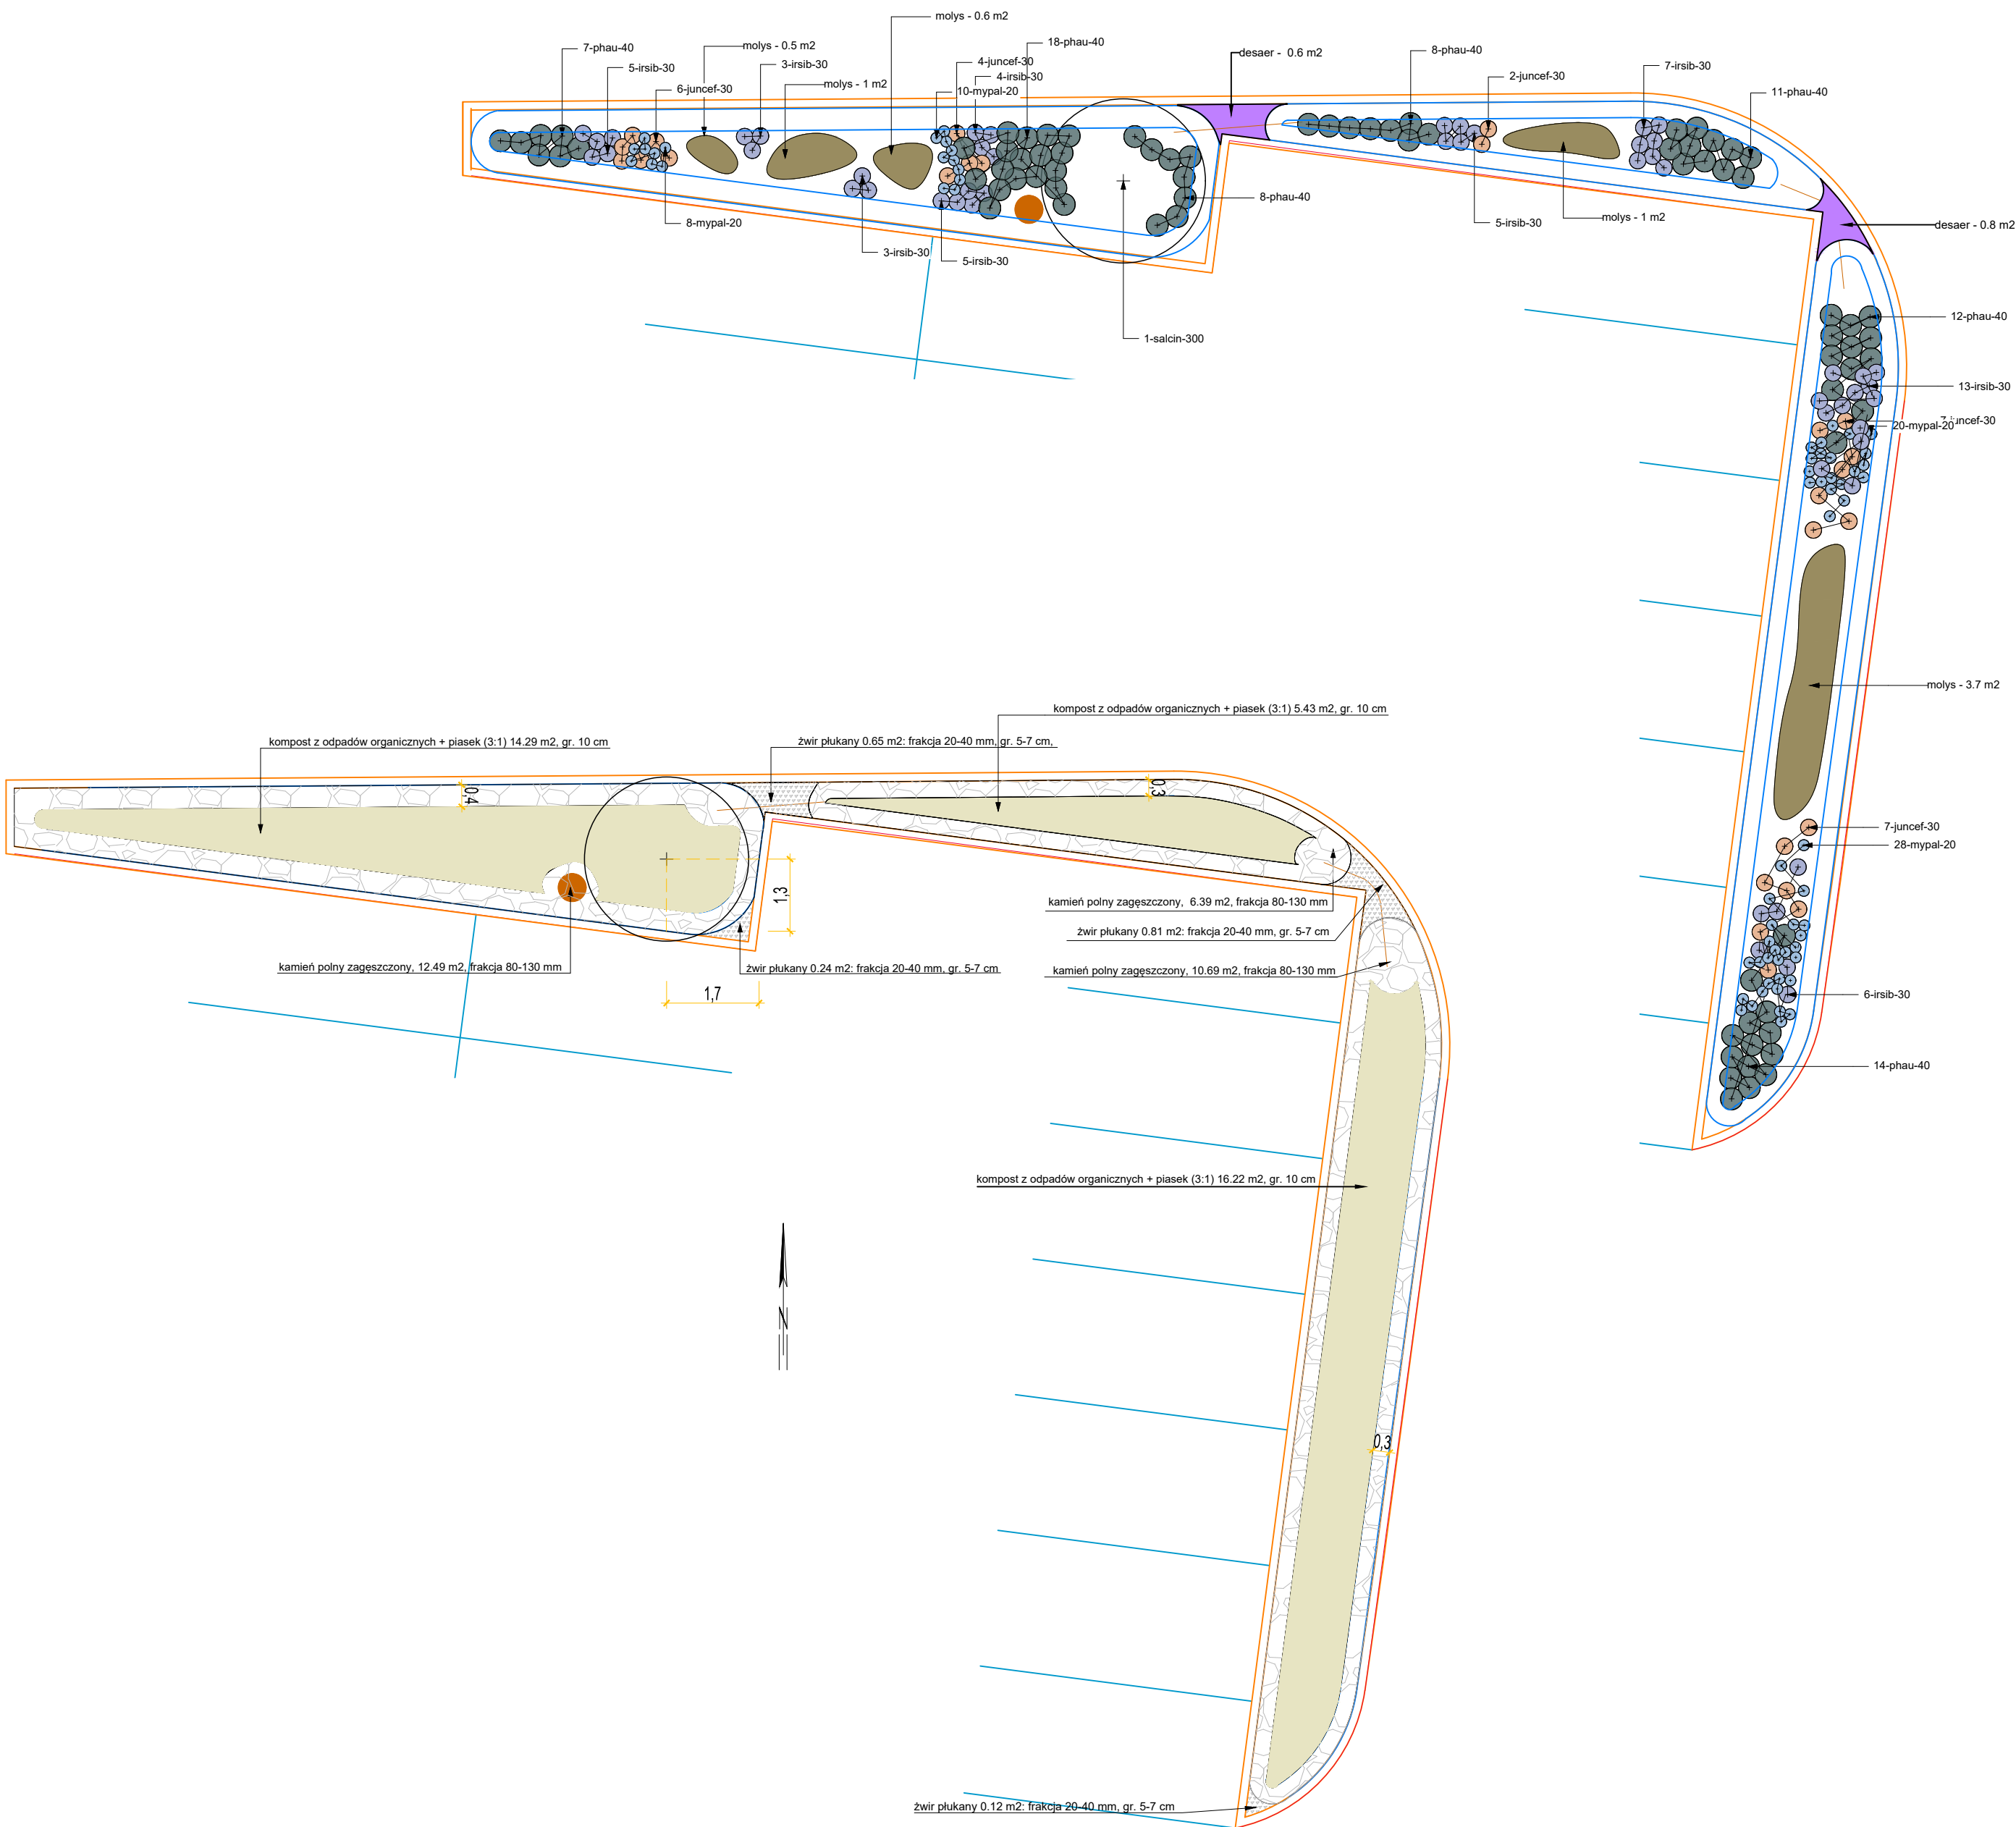 molys - 0.6 m2
7-phau-40
molys - 0.5 m2
18-phau-40
desaer -  0.6 m2
8-phau-40
5-irsib-30
3-irsib-30
4-juncef-30
4-irsib-30
2-juncef-30
7-irsib-30
6-juncef-30
molys - 1 m2
10-mypal-20
11-phau-40
8-mypal-20
3-irsib-30
5-irsib-30
8-phau-40
5-irsib-30
molys - 1 m2
desaer - 0.8 m2
1-salcin-300
12-phau-40
13-irsib-30
7-juncef-30
20-mypal-20
molys - 3.7 m2
kompost z odpadów organicznych + piasek (3:1) 5.43 m2, gr. 10 cm
kompost z odpadów organicznych + piasek (3:1) 14.29 m2, gr. 10 cm
żwir płukany 0.65 m2: frakcja 20-40 mm, gr. 5-7 cm,
0,4
0,3
7-juncef-30
28-mypal-20
1,3
kamień polny zagęszczony,  6.39 m2, frakcja 80-130 mm
żwir płukany 0.81 m2: frakcja 20-40 mm, gr. 5-7 cm
kamień polny zagęszczony, 12.49 m2, frakcja 80-130 mm
żwir płukany 0.24 m2: frakcja 20-40 mm, gr. 5-7 cm
kamień polny zagęszczony, 10.69 m2, frakcja 80-130 mm
1,7
6-irsib-30
14-phau-40
kompost z odpadów organicznych + piasek (3:1) 16.22 m2, gr. 10 cm
N
0,3
żwir płukany 0.12 m2: frakcja 20-40 mm, gr. 5-7 cm